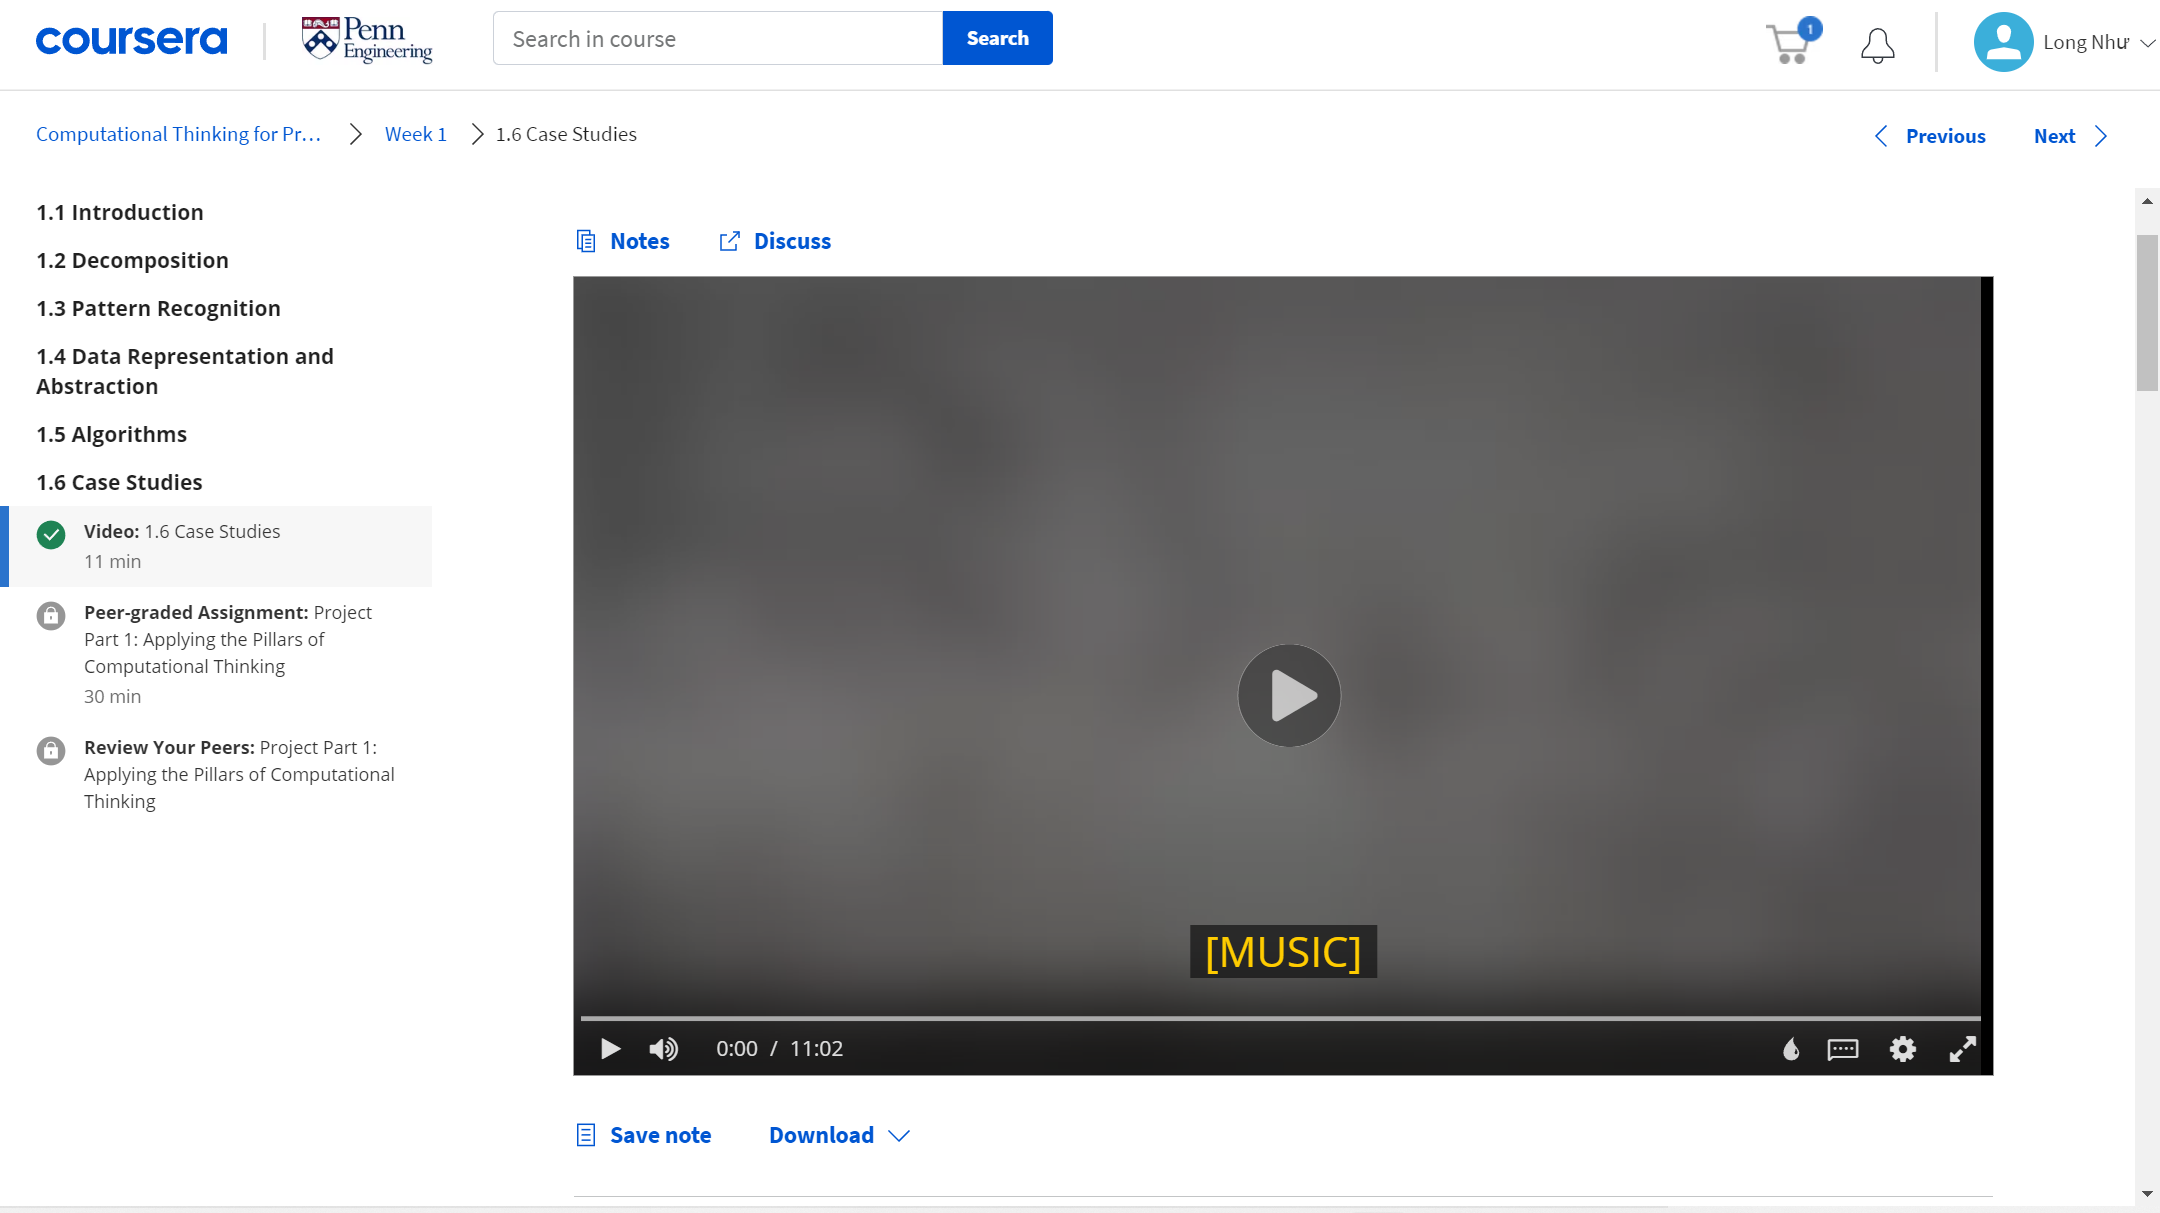 coursera
Penn
Engineering
Search in course
Search
1
Long Như
Computational Thinking for Pr...
Week 1
1.6 Case Studies
Previous
Next
1.1 Introduction
1.2 Decomposition
1.3 Pattern Recognition
1.4 Data Representation and
Abstraction
1.5 Algorithms
1.6 Case Studies
Video: 1.6 Case Studies
11 min
Peer-graded Assignment: Project
Part 1: Applying the Pillars of
Computational Thinking
30 min
Review Your Peers: Project Part 1:
Applying the Pillars of Computational
Thinking
Notes
Discuss
[MUSIC]
0:00 / 11:02
Save note
Download